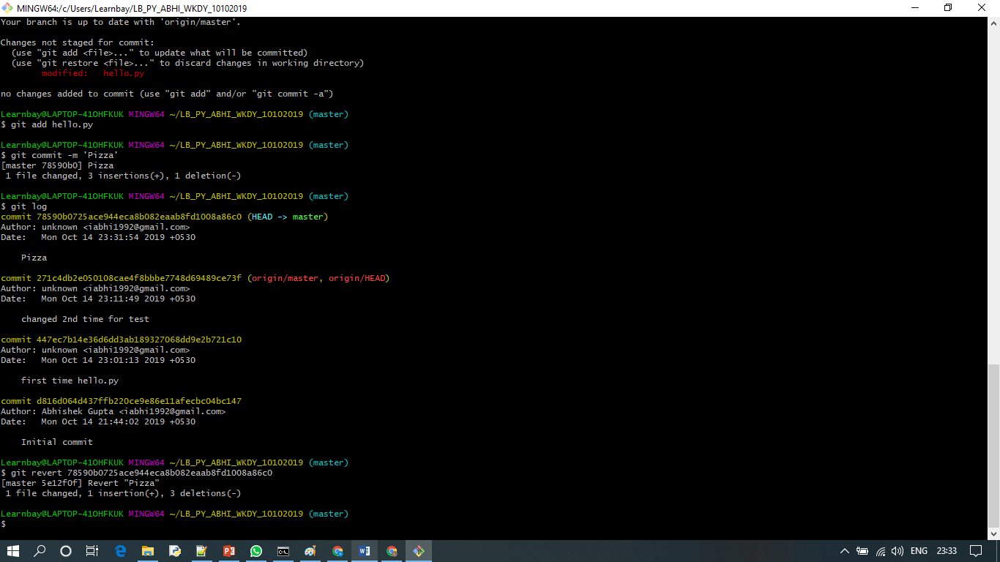 MINGW64:/c/Users/Learnbay/LB_PY_ABHI_WKDY_10102019
Your branch is up to date with 'origin/master'.
Changes not staged for commit:
  (use "git add <file>..." to update what will be committed)
  (use "git restore <file>..." to discard changes in working directory)
        modified:   hello.py
no changes added to commit (use "git add" and/or "git commit -a")
Learnbay@LAPTOP-41OHFKUK MINGW64 ~/LB_PY_ABHI_WKDY_10102019 (master)
$ git add hello.py
Learnbay@LAPTOP-41OHFKUK MINGW64 ~/LB_PY_ABHI_WKDY_10102019 (master)
$ git commit -m 'Pizza'
[master 78590b0] Pizza
 1 file changed, 3 insertions(+), 1 deletion(-)
Learnbay@LAPTOP-41OHFKUK MINGW64 ~/LB_PY_ABHI_WKDY_10102019 (master)
$ git log
commit 78590b0725ace944eca8b082eaab8fd1008a86c0 (HEAD -> master)
Author: unknown <iabhi1992@gmail.com>
Date:   Mon Oct 14 23:31:54 2019 +0530
    Pizza
commit 271c4db2e050108cae4f8bbbe7748d69489ce73f (origin/master, origin/HEAD)
Author: unknown <iabhi1992@gmail.com>
Date:   Mon Oct 14 23:11:49 2019 +0530
    changed 2nd time for test
commit 447ec7b14e36d6dd3ab189327068dd9e2b721c10
Author: unknown <iabhi1992@gmail.com>
Date:   Mon Oct 14 23:01:13 2019 +0530
    first time hello.py
commit d816d064d437ffb220ce9e86e11afecbc04bc147
Author: Abhishek Gupta <iabhi1992@gmail.com>
Date:   Mon Oct 14 21:44:02 2019 +0530
    Initial commit
Learnbay@LAPTOP-41OHFKUK MINGW64 ~/LB_PY_ABHI_WKDY_10102019 (master)
$ git revert 78590b0725ace944eca8b082eaab8fd1008a86c0
[master 5e12f0f] Revert "Pizza"
 1 file changed, 1 insertion(+), 3 deletions(-)
Learnbay@LAPTOP-41OHFKUK MINGW64 ~/LB_PY_ABHI_WKDY_10102019 (master)
$
ENG 23:33